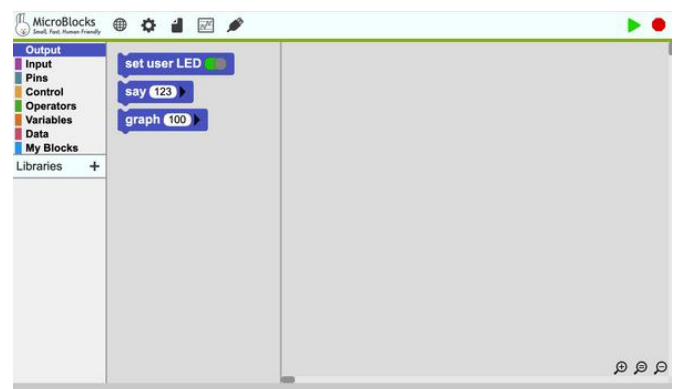 MicroBlocks
Small, Fast, Human Friendly
Output
Input
Pins
Control
Operators
Variables
Data
My Blocks
Libraries +
set user LED
say 123
graph 100